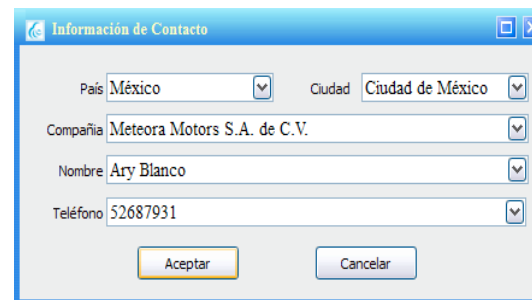 Información de Contacto
País México Ciudad Ciudad de México
Compañia Meteora Motors S.A. de C.V.
Nombre Ary Blanco
Teléfono 52687931
Aceptar Cancelar